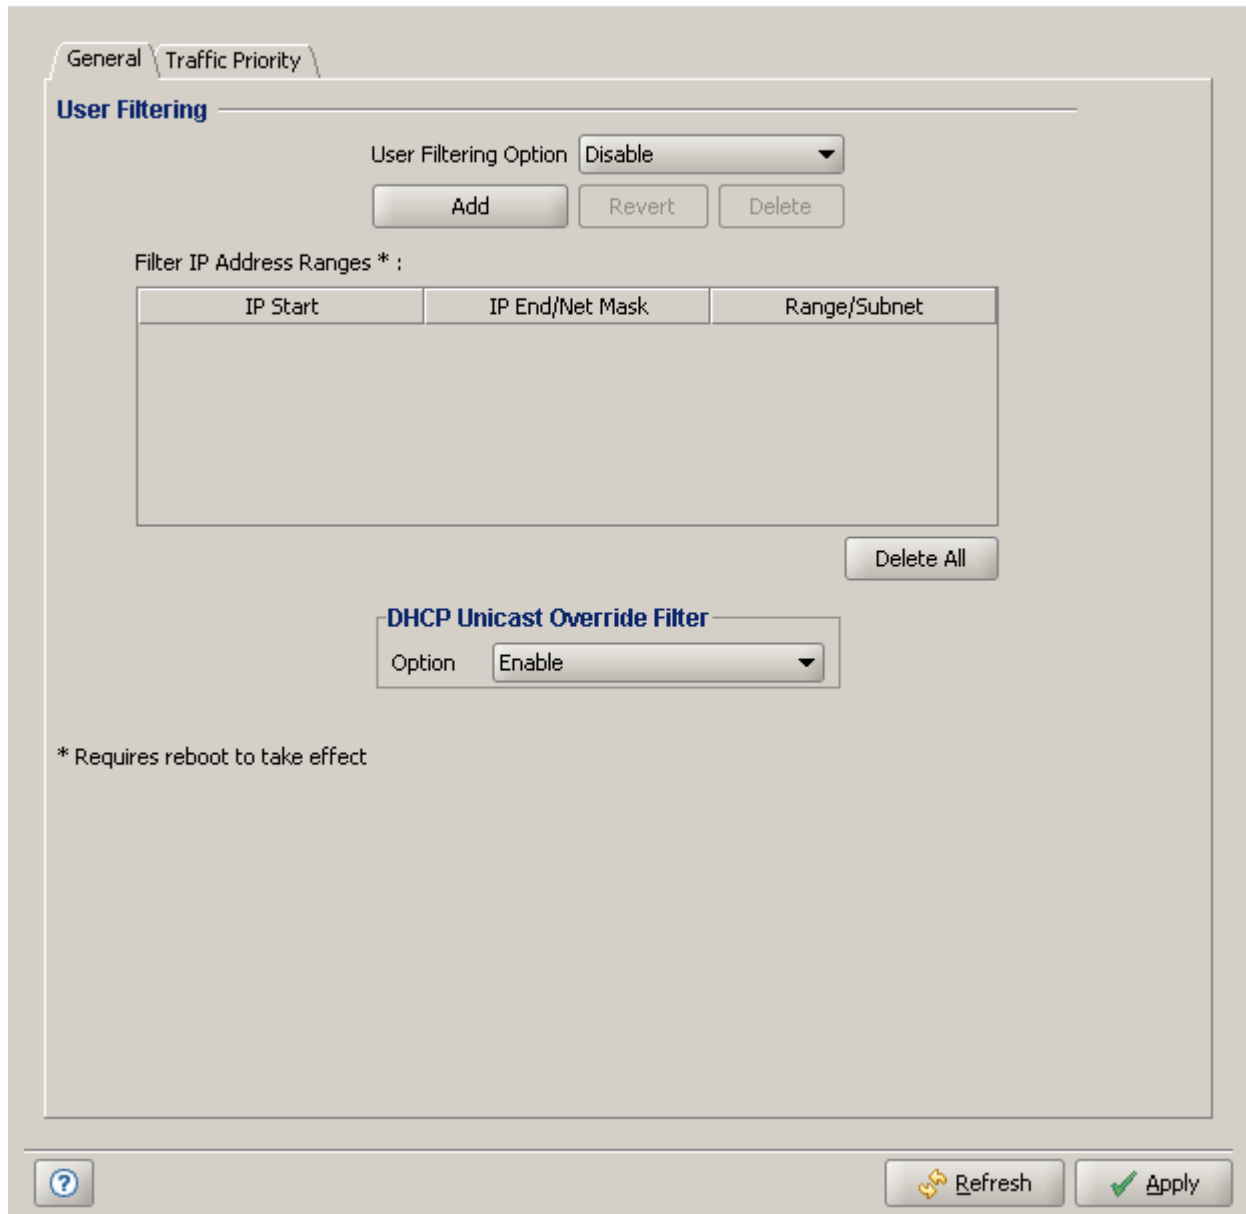 General Traffic Priority
User Filtering
User Filtering Option Disable
Add Revert Delete
Filter IP Address Ranges * :
IP Start IP End/Net Mask Range/Subnet
Delete All
DHCP Unicast Override Filter
Option Enable
* Requires reboot to take effect
? Refresh Apply